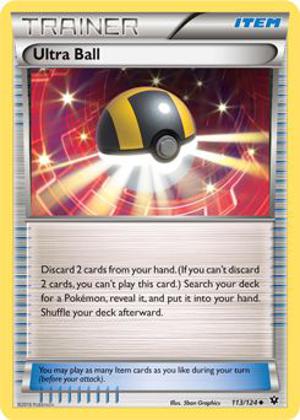 TRAINER
ITEM
Ultra Ball
Discard 2 cards from your hand. (If you can't discard
2 cards, you can't play this card.) Search your deck
for a Pokémon, reveal it, and put it into your hand.
Shuffle your deck afterward.
You may play as many Item cards as you like during your turn
(before your attack).
©2016 Pokémon
Illus. 5ban Graphics
113/124